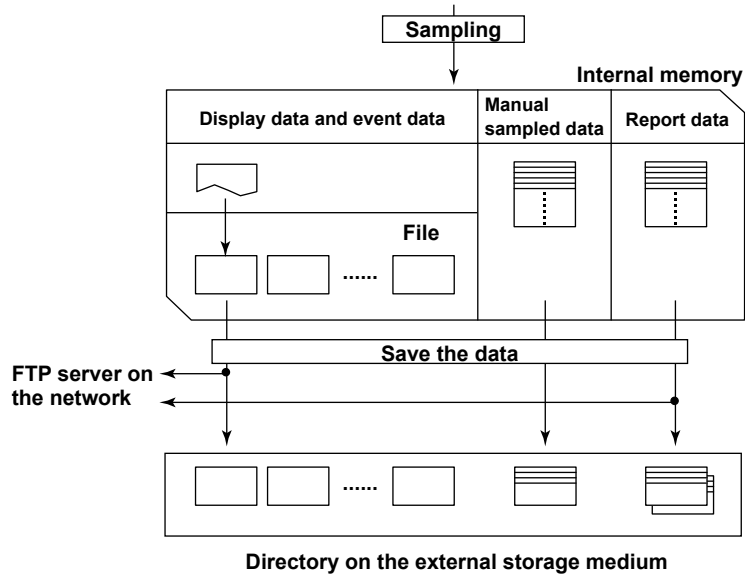 Sampling
Internal memory
Display data and event data
Manual
sampled data
Report data
File
......
Save the data
FTP server on
the network
......
Directory on the external storage medium